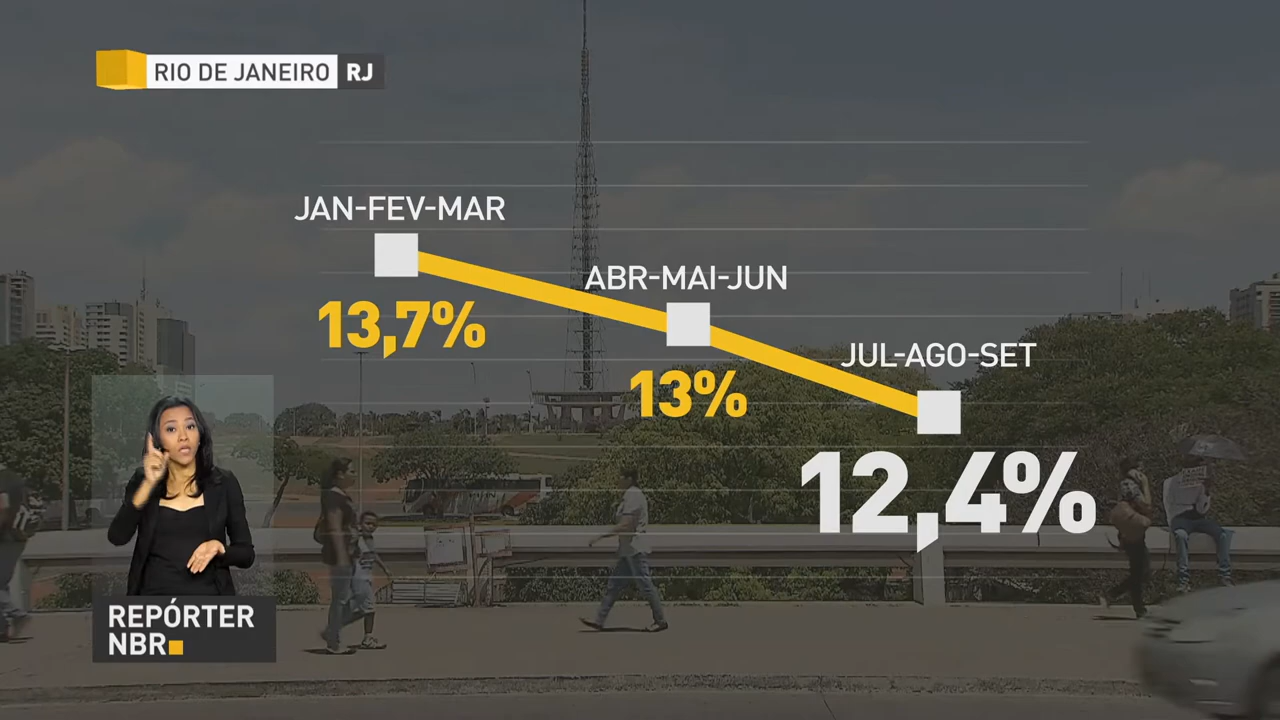 RIO DE JANEIRO RJ
JAN-FEV-MAR
13,7%
ABR-MAI-JUN
13%
JUL-AGO-SET
12,4%
REPÓRTER
NBR